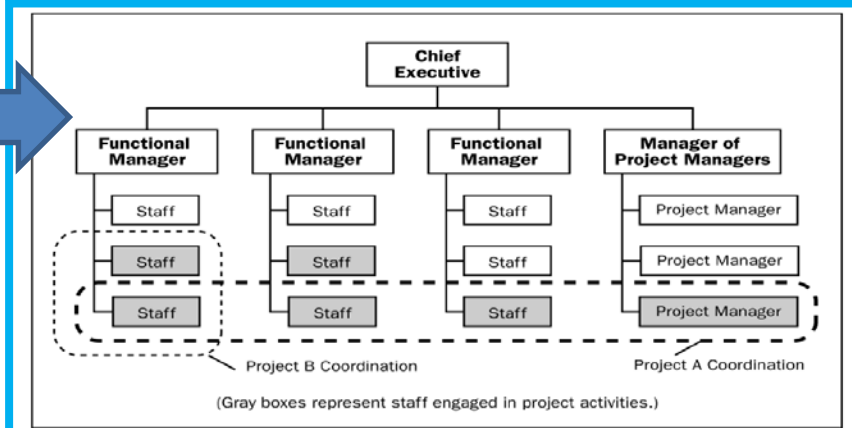 Chief
Executive
Functional
Manager
Functional
Manager
Functional
Manager
Manager of
Project Managers
Staff
Staff
Staff
Project Manager
Staff
Staff
Staff
Project Manager
Staff
Staff
Staff
Project Manager
Project B Coordination
Project A Coordination
(Gray boxes represent staff engaged in project activities.)